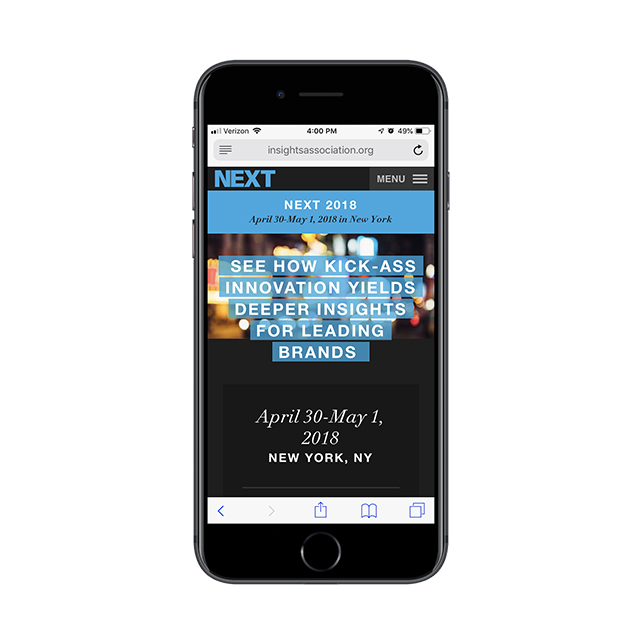 Verizon 4:00 PM 49%
insightsassociation.org
NEXT MENU
NEXT 2018
April 30-May 1, 2018 in New York
SEE HOW KICK-ASS
INNOVATION YIELDS
DEEPER INSIGHTS
FOR LEADING
BRANDS
April 30-May 1,
2018
NEW YORK, NY